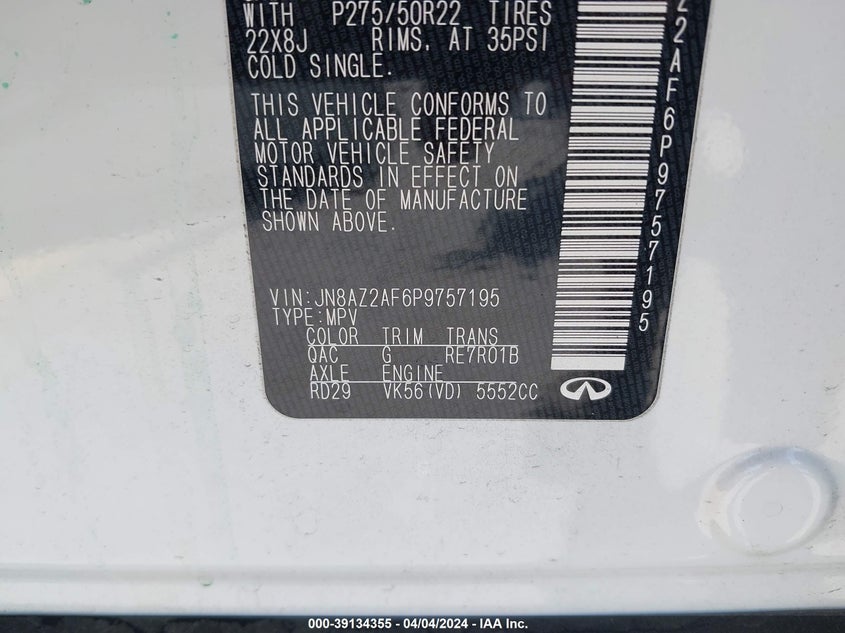 WITH P275/50R22 TIRES
22X8J RIMS, AT 35PSI
COLD SINGLE.
THIS VEHICLE CONFORMS TO
ALL APPLICABLE FEDERAL
MOTOR VEHICLE SAFETY
STANDARDS IN EFFECT ON
THE DATE OF MANUFACTURE
SHOWN ABOVE.
VIN:JN8AZ2AF6P9757195
TYPE:MPV
COLOR TRIM TRANS
QAC G RE7R01B
AXLE ENGINE
RD29 VK56(VD) 5552CC
2AF6P9757195
000-39134355 - 04/04/2024 - IAA Inc.